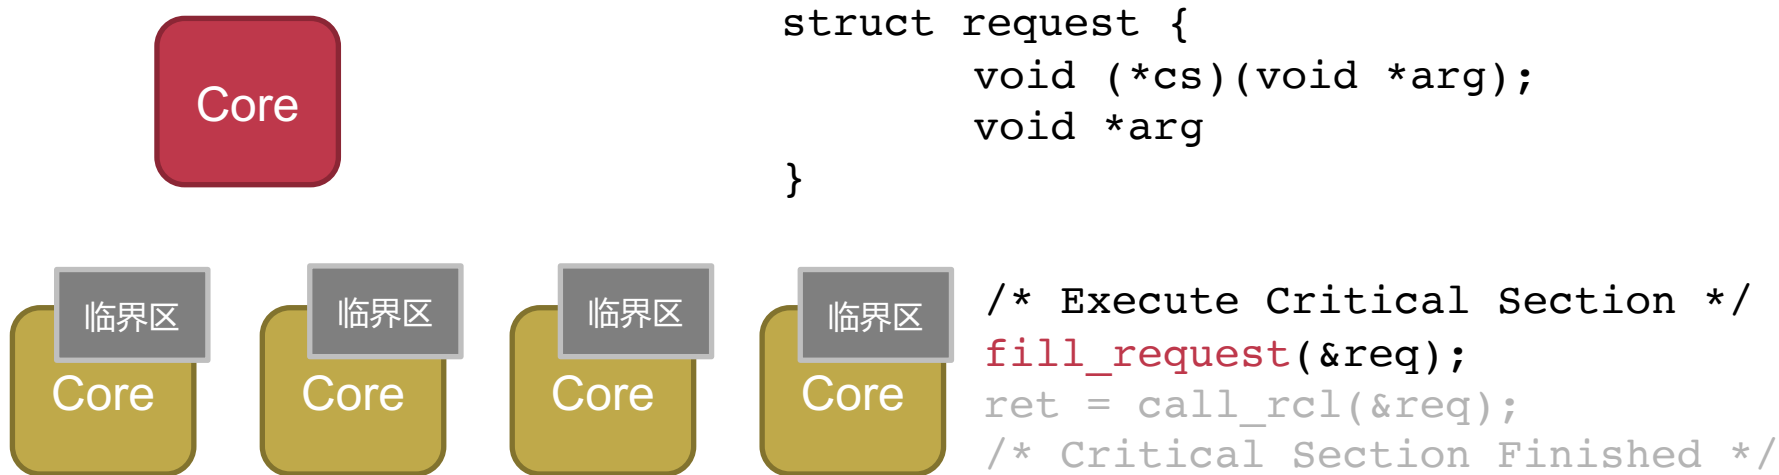 Core
struct request {
void (*cs)(void *arg);
void *arg
}
临界区
Core
临界区
Core
临界区
Core
临界区
Core
/* Execute Critical Section */
fill_request(&req);
ret = call_rcl(&req);
/* Critical Section Finished */